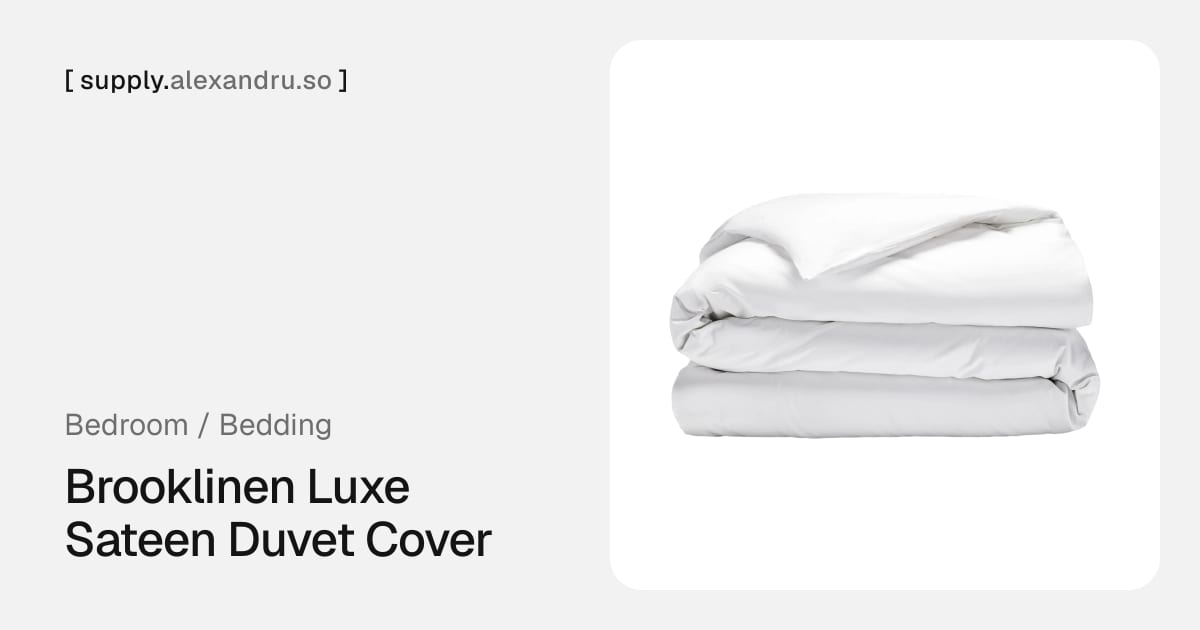 [ supply.alexandru.so ]
Bedroom / Bedding
Brooklinen Luxe
Sateen Duvet Cover